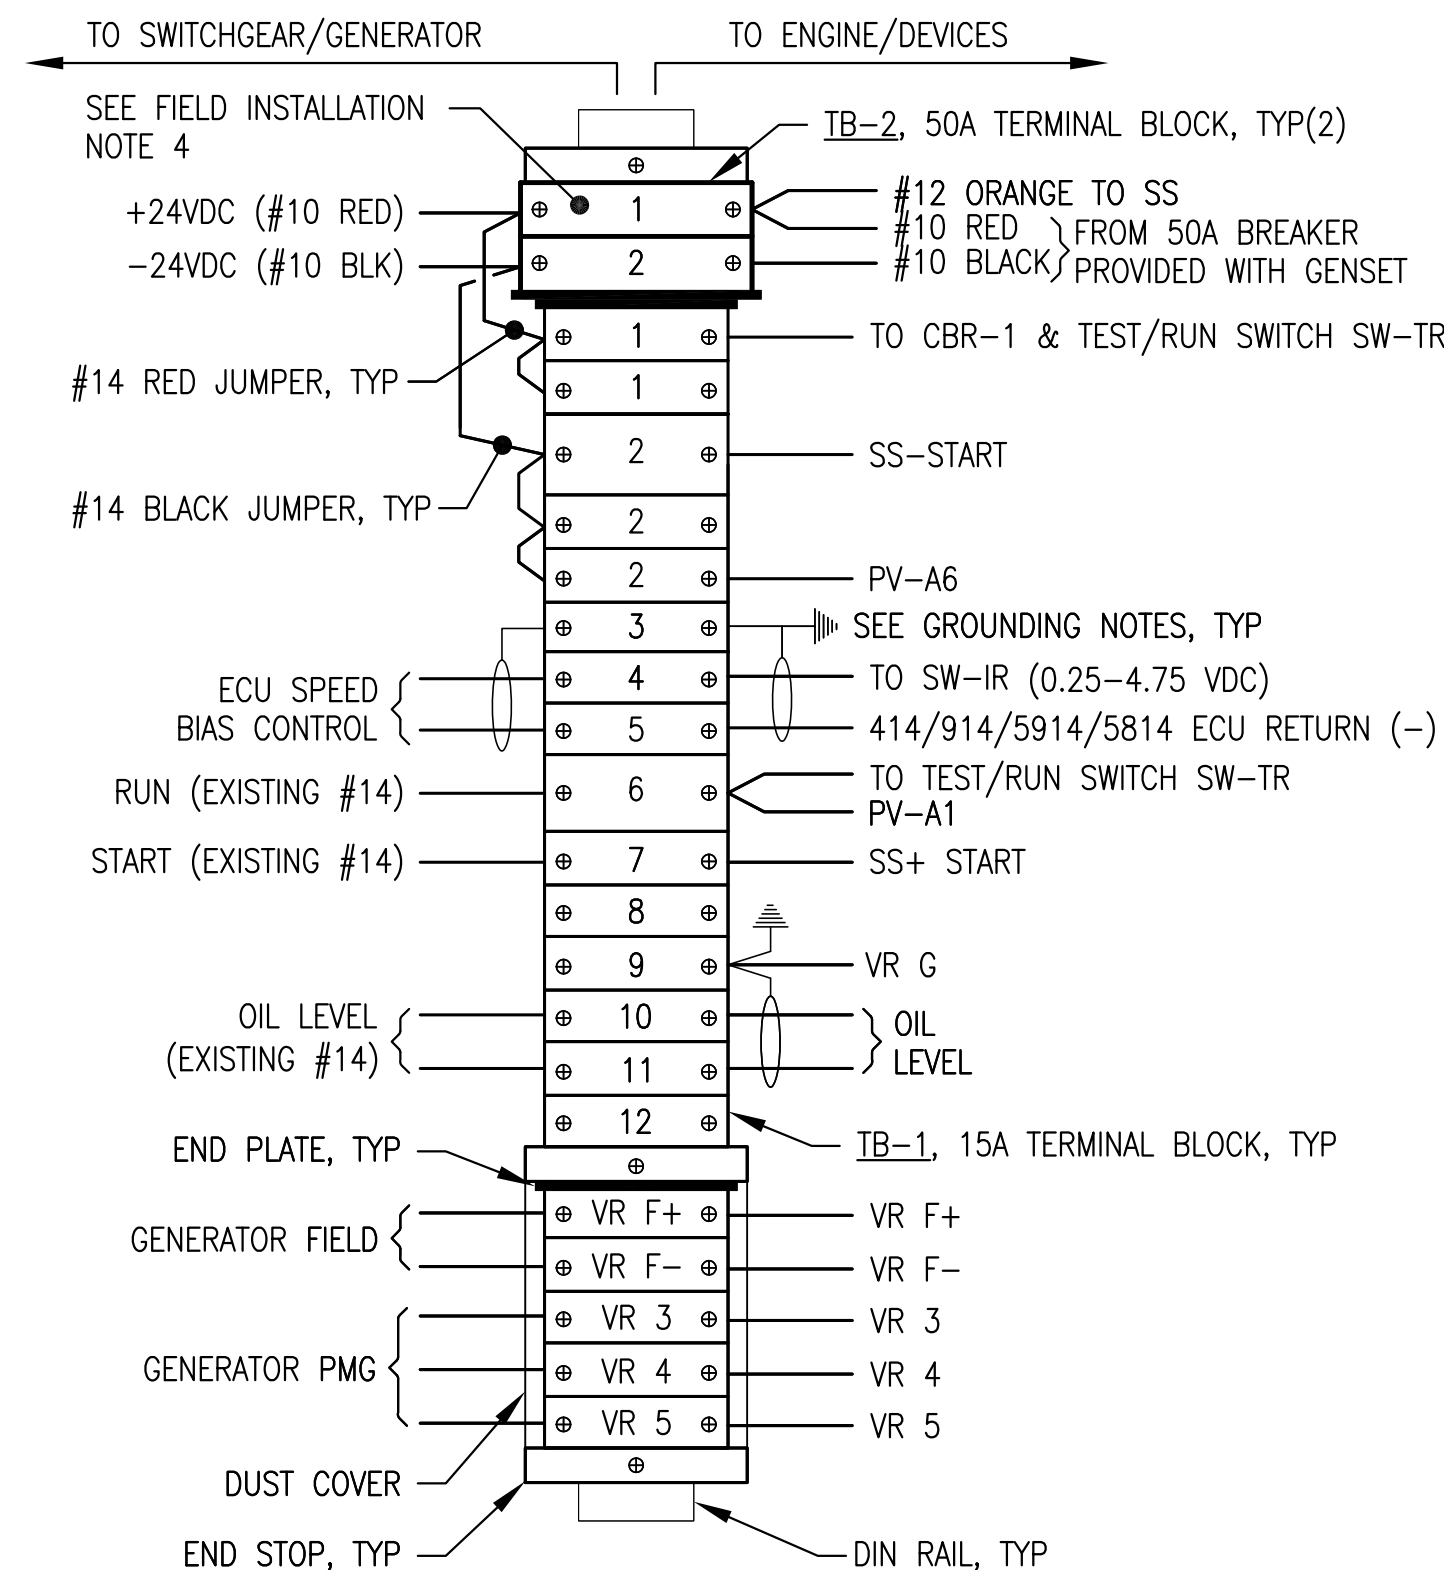 TO SWITCHGEAR/GENERATOR
TO ENGINE/DEVICES
SEE FIELD INSTALLATION
NOTE 4
TB-2, 50A TERMINAL BLOCK, TYP(2)
+24VDC (#10 RED)
1
#12 ORANGE TO SS
#10 RED
-24VDC (#10 BLK)
2
#10 BLACK
FROM 50A BREAKER
PROVIDED WITH GENSET
1
TO CBR-1 & TEST/RUN SWITCH SW-TR
#14 RED JUMPER, TYP
1
2
SS-START
#14 BLACK JUMPER, TYP
2
2
PV-A6
3
SEE GROUNDING NOTES, TYP
ECU SPEED
BIAS CONTROL
4
TO SW-IR (0.25-4.75 VDC)
5
414/914/5914/5814 ECU RETURN (-)
RUN (EXISTING #14)
6
TO TEST/RUN SWITCH SW-TR
PV-A1
START (EXISTING #14)
7
SS+ START
8
9
VR G
OIL LEVEL
(EXISTING #14)
10
11
OIL
LEVEL
12
TB-1, 15A TERMINAL BLOCK, TYP
END PLATE, TYP
GENERATOR FIELD
VR F+
VR F+
VR F-
VR F-
GENERATOR PMG
VR 3
VR 3
VR 4
VR 4
VR 5
VR 5
DUST COVER
END STOP, TYP
DIN RAIL, TYP